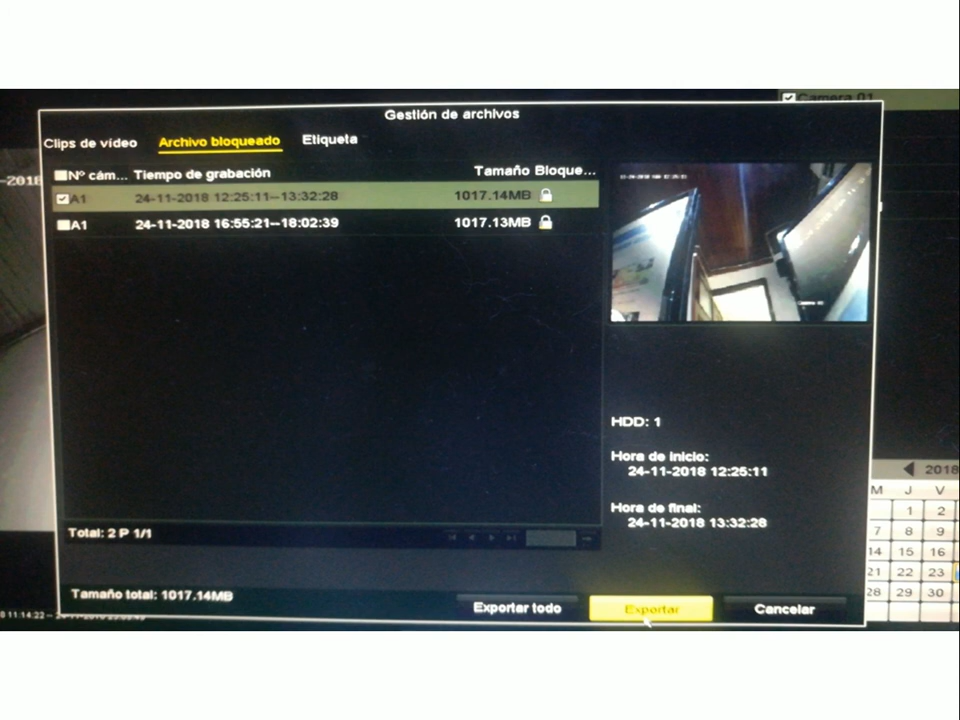 Camera 01
Gestión de archivos
Clips de vídeo Archivo bloqueado Etiqueta
Nº cám... Tiempo de grabación Tamaño Bloque...
A1 24-11-2018 12:25:11--13:32:28 1017.14MB
A1 24-11-2018 16:55:21--18:02:39 1017.13MB
-2018
HDD: 1
Hora de inicio:
24-11-2018 12:25:11
Hora de final:
24-11-2018 13:32:28
Total: 2 P 1/1
Tamaño total: 1017.14MB
Exportar todo Exportar Cancelar
2018
M J V
1 2
7 8 9
14 15 16
21 22 23
28 29 30